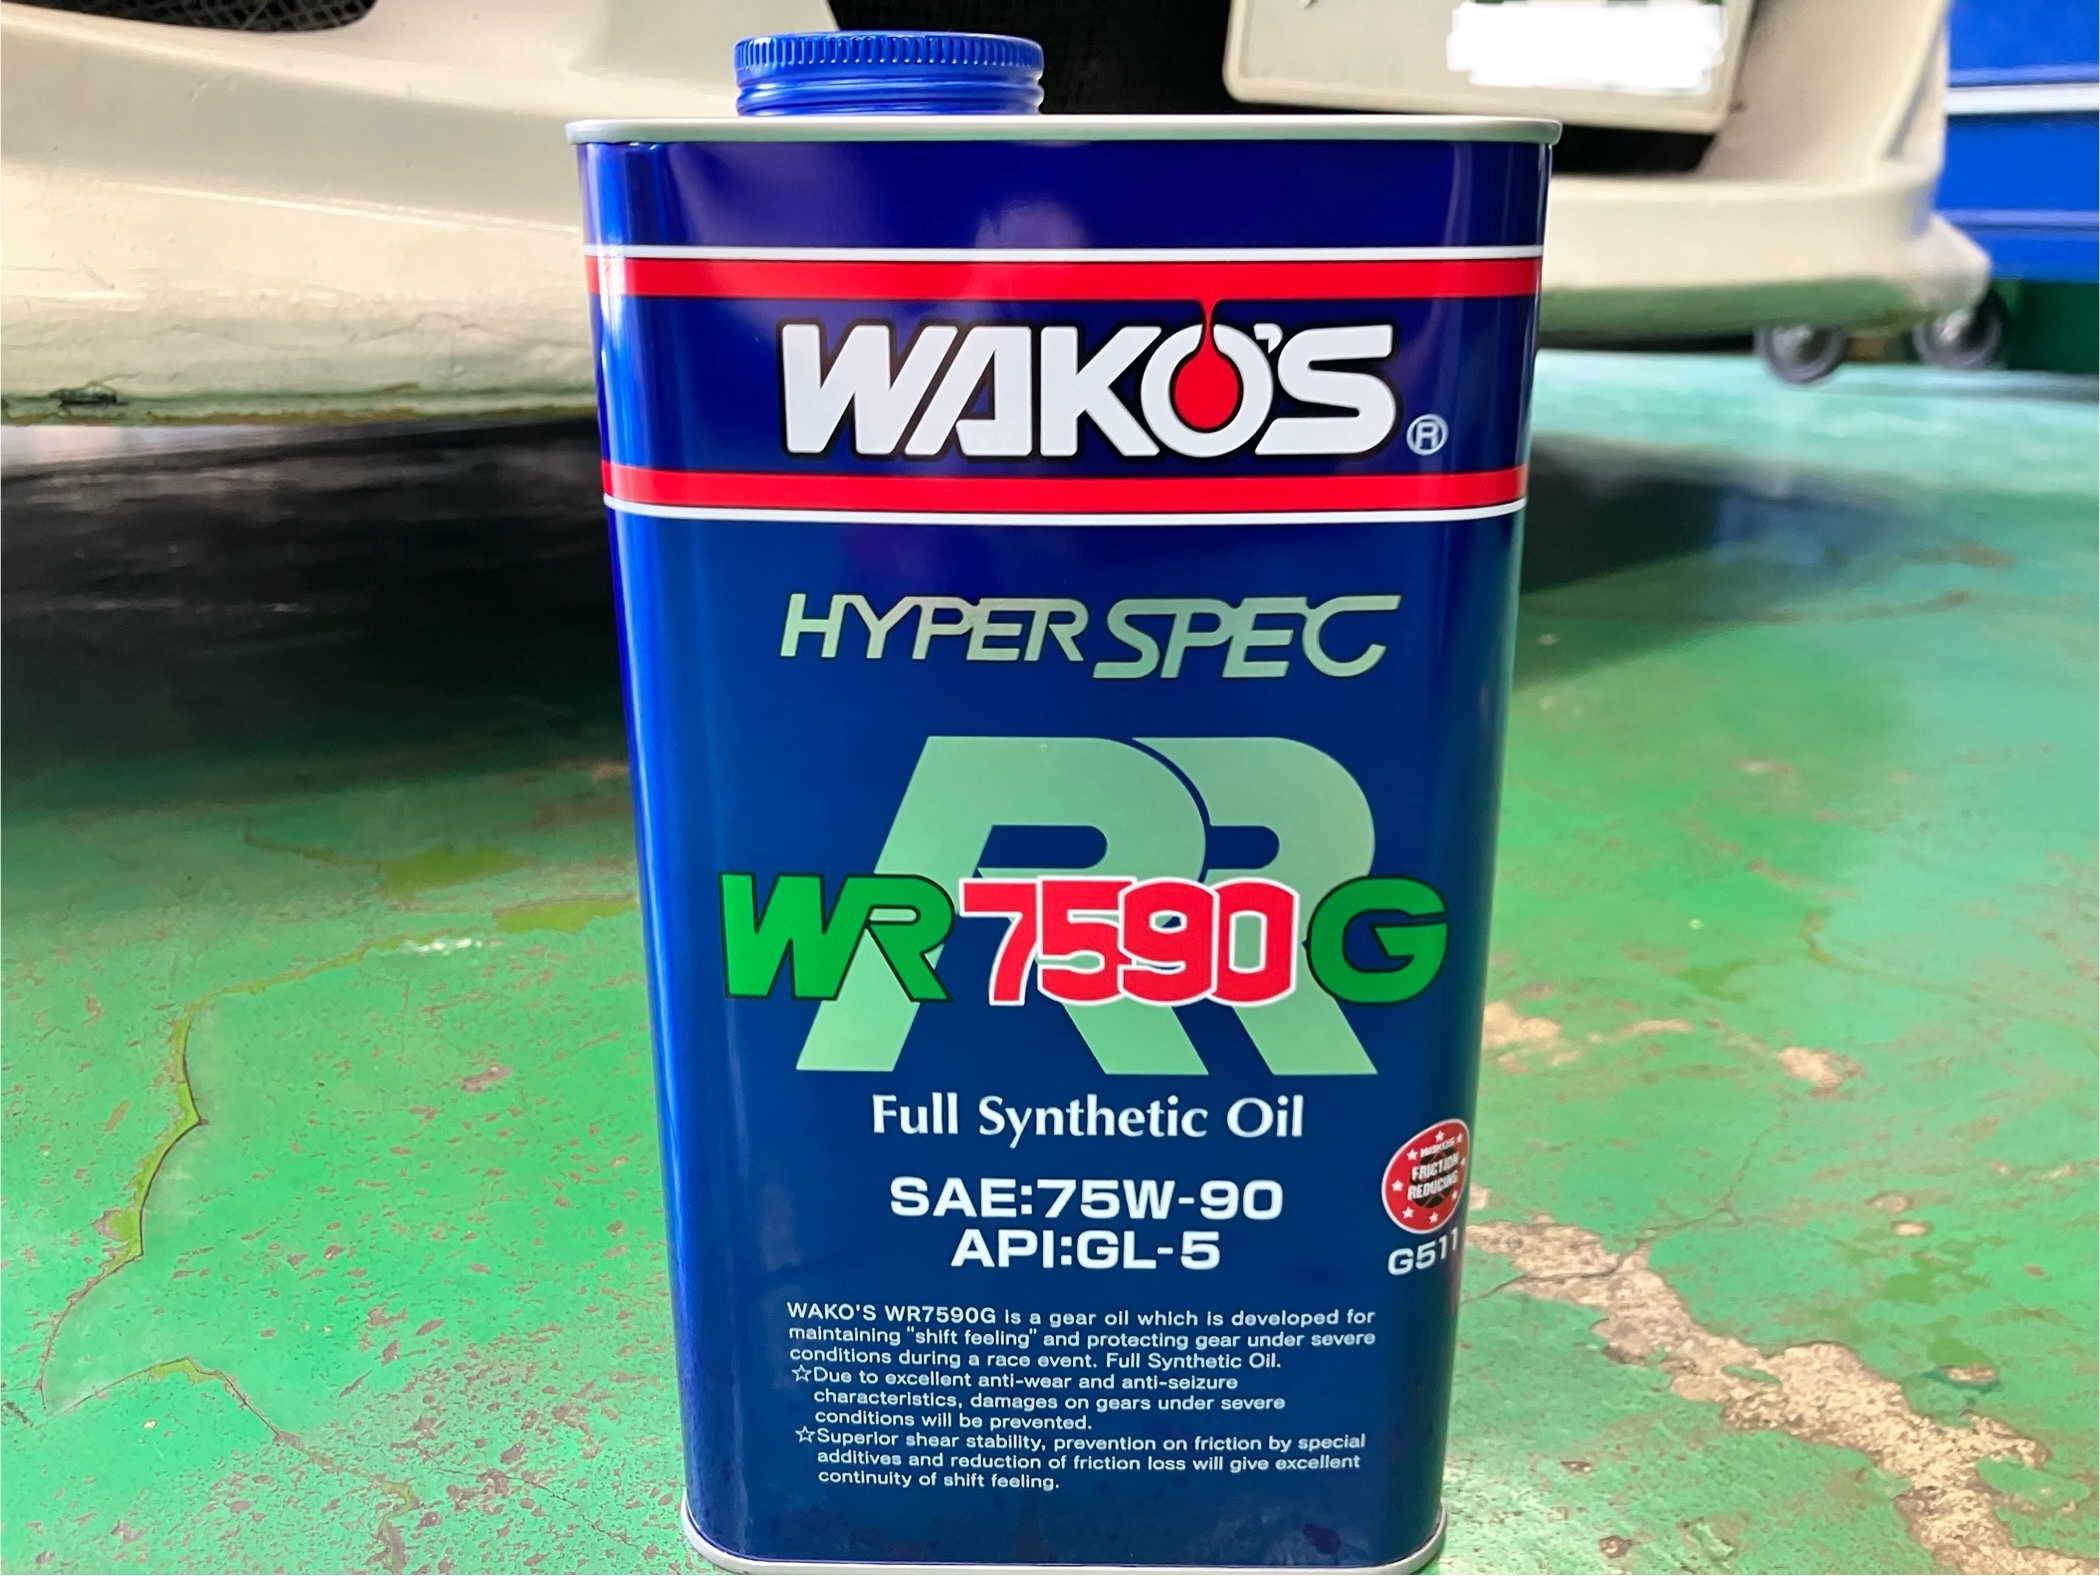 WAKO'S ®
HYPER SPEC
RR
WR7590G
Full Synthetic Oil
SAE:75W-90
API:GL-5
WAKO'S
FRICTION
REDUCING
G511
WAKO'S WR7590G is a gear oil which is developed for
maintaining "shift feeling" and protecting gear under severe
conditions during a race event. Full Synthetic Oil.
☆Due to excellent anti-wear and anti-seizure
characteristics, damages on gears under severe
conditions will be prevented.
☆Superior shear stability, prevention on friction by special
additives and reduction of friction loss will give excellent
continuity of shift feeling.